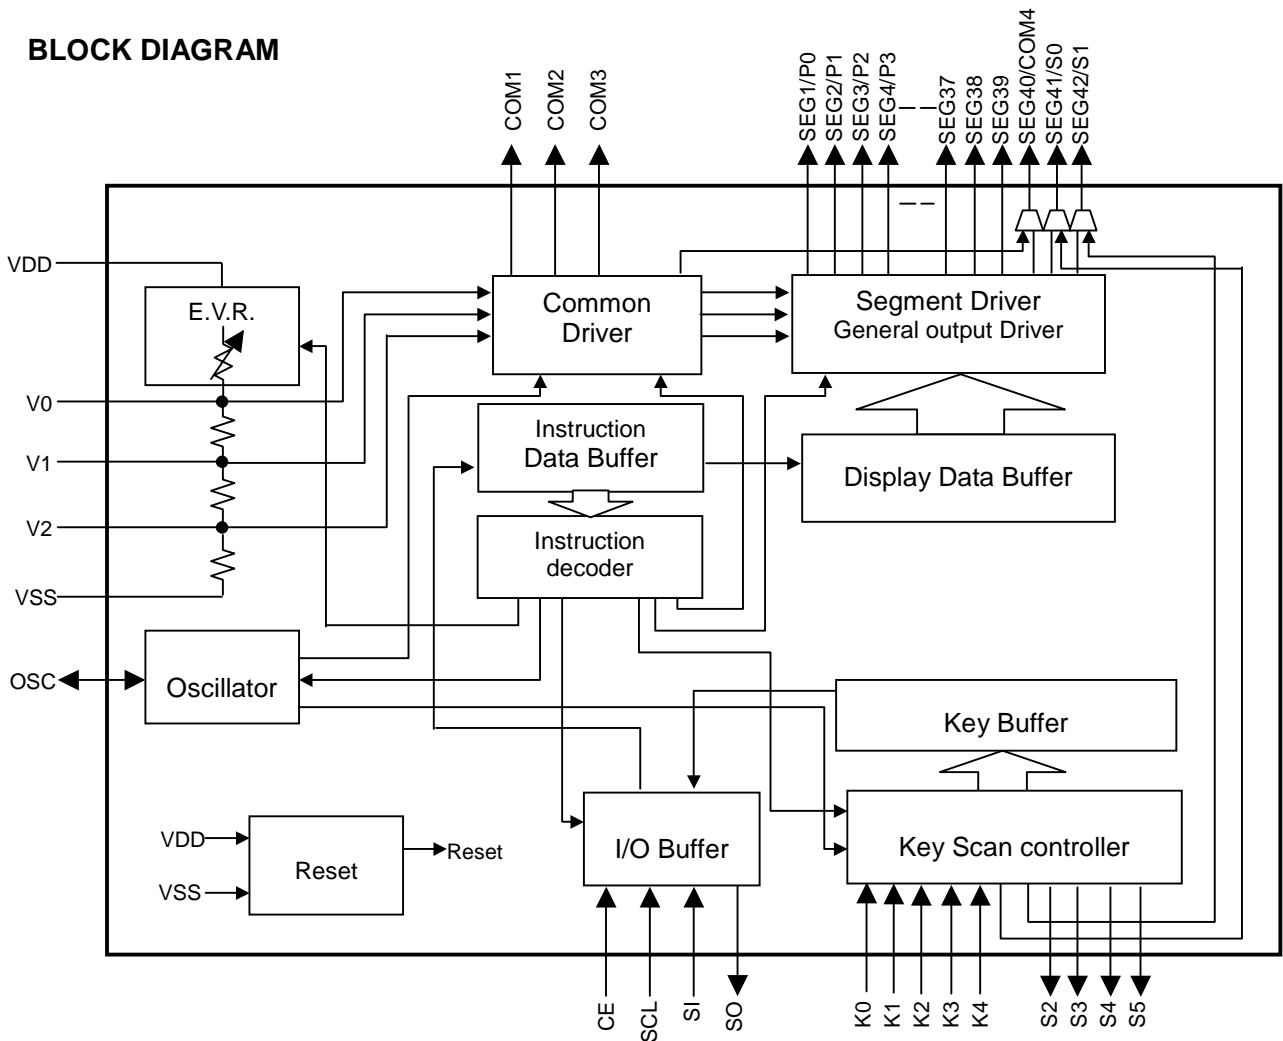 BLOCK DIAGRAM
COM1
COM2
COM3
SEG1/P0
SEG2/P1
SEG3/P2
SEG4/P3
SEG37
SEG38
SEG39
SEG40/COM4
SEG41/S0
SEG42/S1
VDD
E.V.R.
V0
V1
V2
VSS
Common
Driver
Segment Driver
General output Driver
Instruction
Data Buffer
Display Data Buffer
Instruction
decoder
OSC
Oscillator
Key Buffer
VDD
VSS
Reset
Reset
I/O Buffer
Key Scan controller
CE
SCL
SI
SO
K0
K1
K2
K3
K4
S2
S3
S4
S5